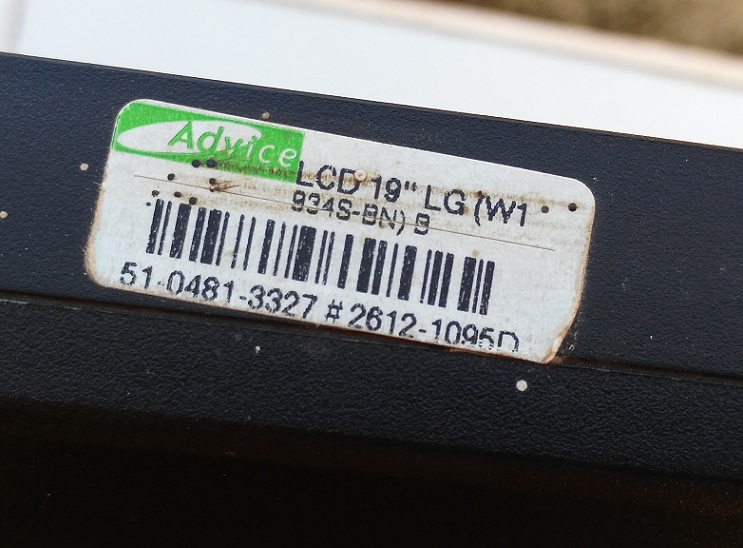 Advice
LCD 19" LG (W1
934S-BN) B
51-0481-3327 # 2612-1095D